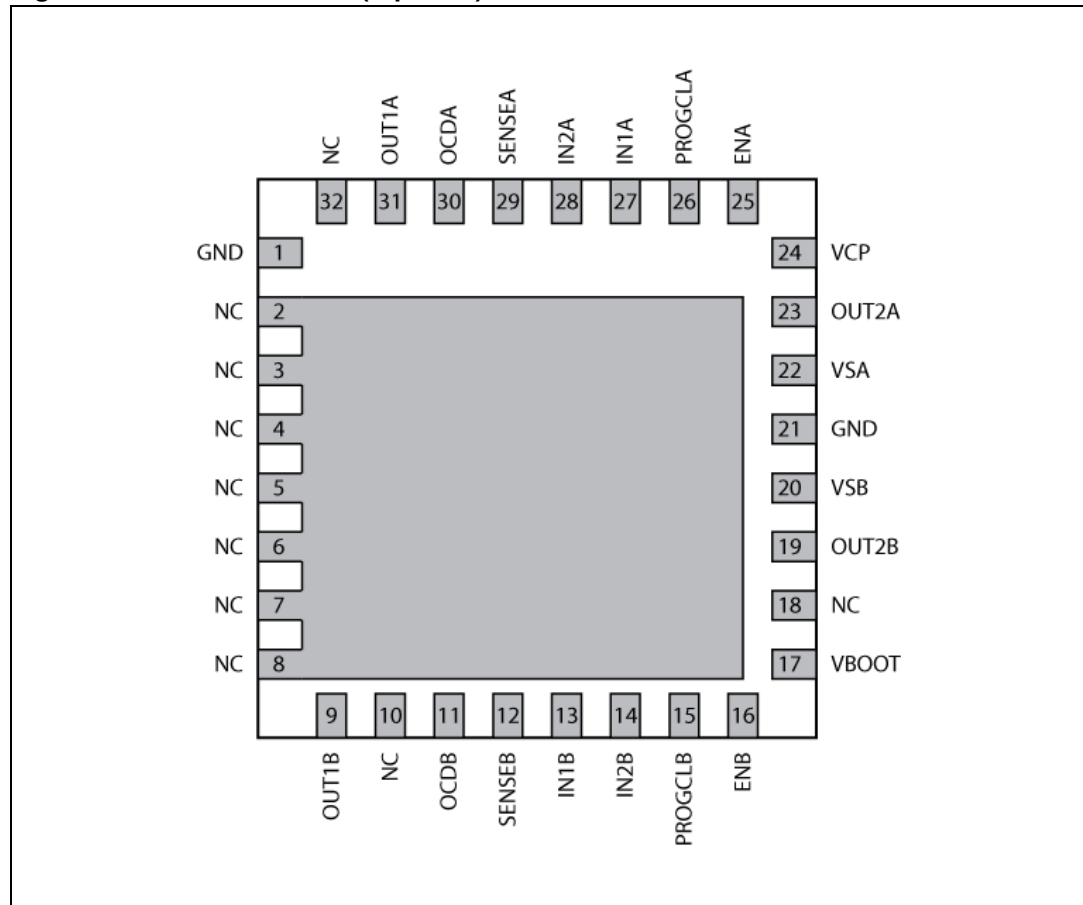 NC OUT1A OCDA SENSEA IN2A IN1A PROGCLA ENA
32 31 30 29 28 27 26 25
GND 1 24 VCP
NC 2 23 OUT2A
NC 3 22 VSA
NC 4 21 GND
NC 5 20 VSB
NC 6 19 OUT2B
NC 7 18 NC
NC 8 17 VBOOT
9 10 11 12 13 14 15 16
OUT1B NC OCDB SENSEB IN1B IN2B PROGCLB ENB